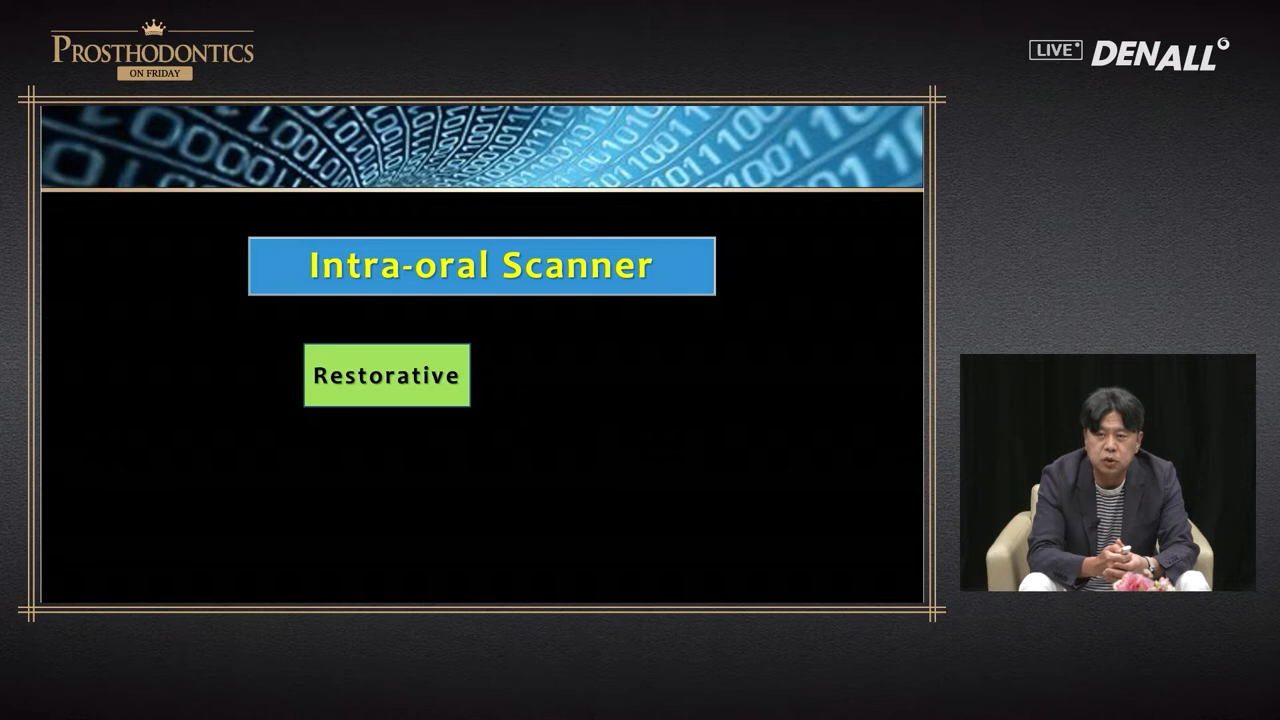 PROSTHODONTICS
ON FRIDAY
LIVE
DENALL
Intra-oral Scanner
Restorative